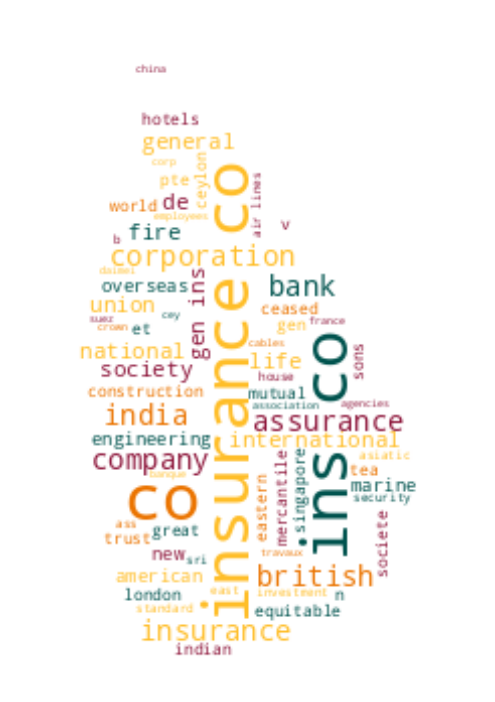 china
hotels
general
corp
pte
ceylon
air lines
world
de
employees
v
b
fire
insurance co
corporation
daimei
overseas
gen ins
bank
union
ceased
suez
cey
crown
et
gen
france
national
cables
life
ins co
sons
society
house
construction
mutual
association
agencies
india
assurance
engineering
international
company
asiatic
banque
tea
mercantile
singapore
marine
co
security
eastern
ass
great
societe
trust
new
sri
travaux
american
british
london
east
investment
n
standard
equitable
insurance
indian